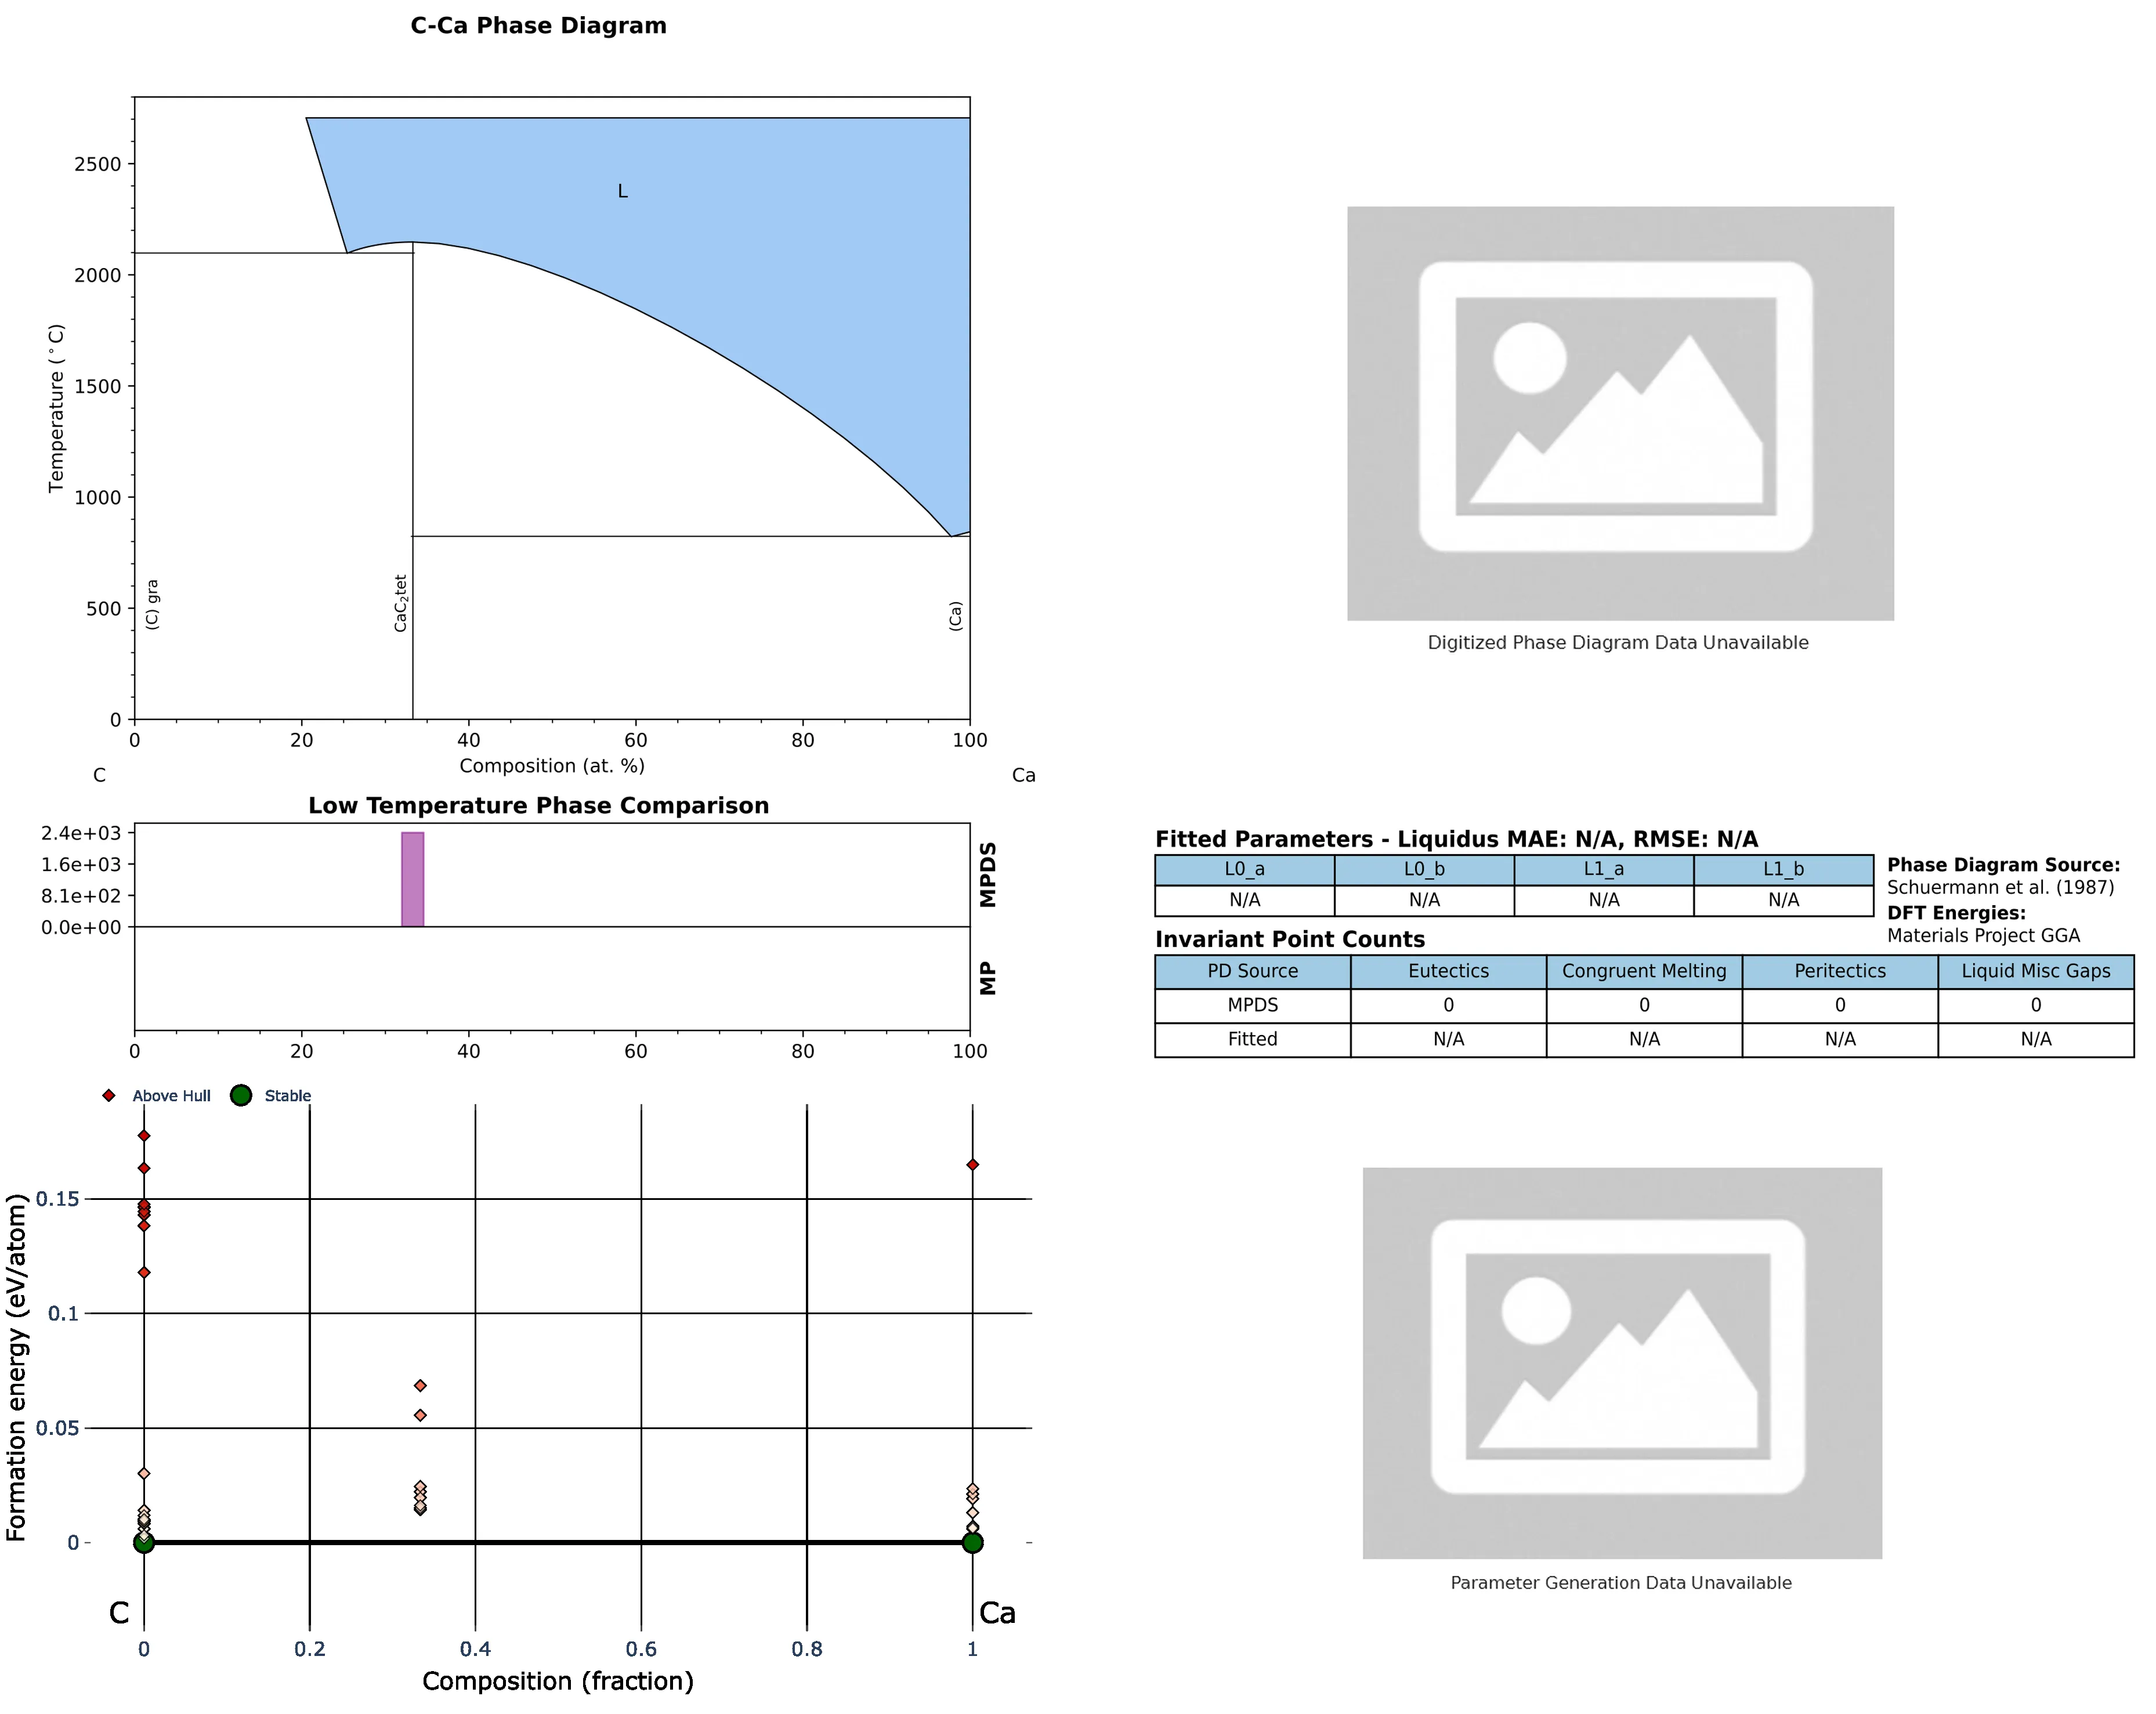 C-Ca Phase Diagram
2500
2000
1500
1000
500
0
Temperature (°C)
L
(C) gra
CaC₂tet
(Ca)
0 20 40 60 80 100
Composition (at. %)
C Ca
Digitized Phase Diagram Data Unavailable
Low Temperature Phase Comparison
2.4e+03
1.6e+03
8.1e+02
0.0e+00
MPDS
MP
0 20 40 60 80 100
Fitted Parameters - Liquidus MAE: N/A, RMSE: N/A
L0_a L0_b L1_a L1_b
N/A N/A N/A N/A
Phase Diagram Source:
Schuermann et al. (1987)
DFT Energies:
Materials Project GGA
Invariant Point Counts
PD Source Eutectics Congruent Melting Peritectics Liquid Misc Gaps
MPDS 0 0 0 0
Fitted N/A N/A N/A N/A
Above Hull Stable
0.15
0.1
0.05
0
Formation energy (eV/atom)
C Ca
0 0.2 0.4 0.6 0.8 1
Composition (fraction)
Parameter Generation Data Unavailable